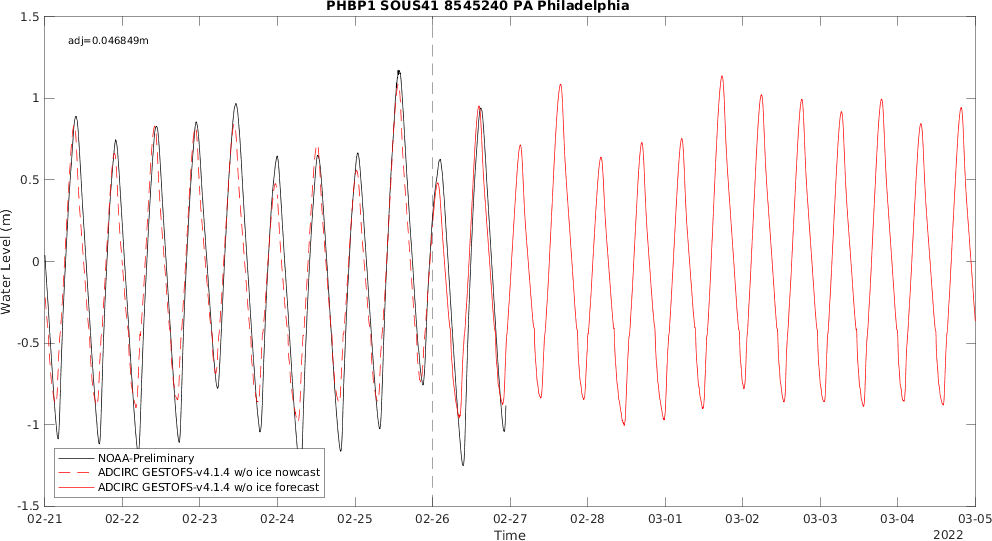 PHBP1 SOUS41 8545240 PA Philadelphia
1.5
adj=0.046849m
1
0.5
0
-0.5
-1
-1.5
Water Level (m)
NOAA-Preliminary
ADCIRC GESTOFS-v4.1.4 w/o ice nowcast
ADCIRC GESTOFS-v4.1.4 w/o ice forecast
02-21 02-22 02-23 02-24 02-25 02-26 02-27 02-28 03-01 03-02 03-03 03-04 03-05
Time
2022